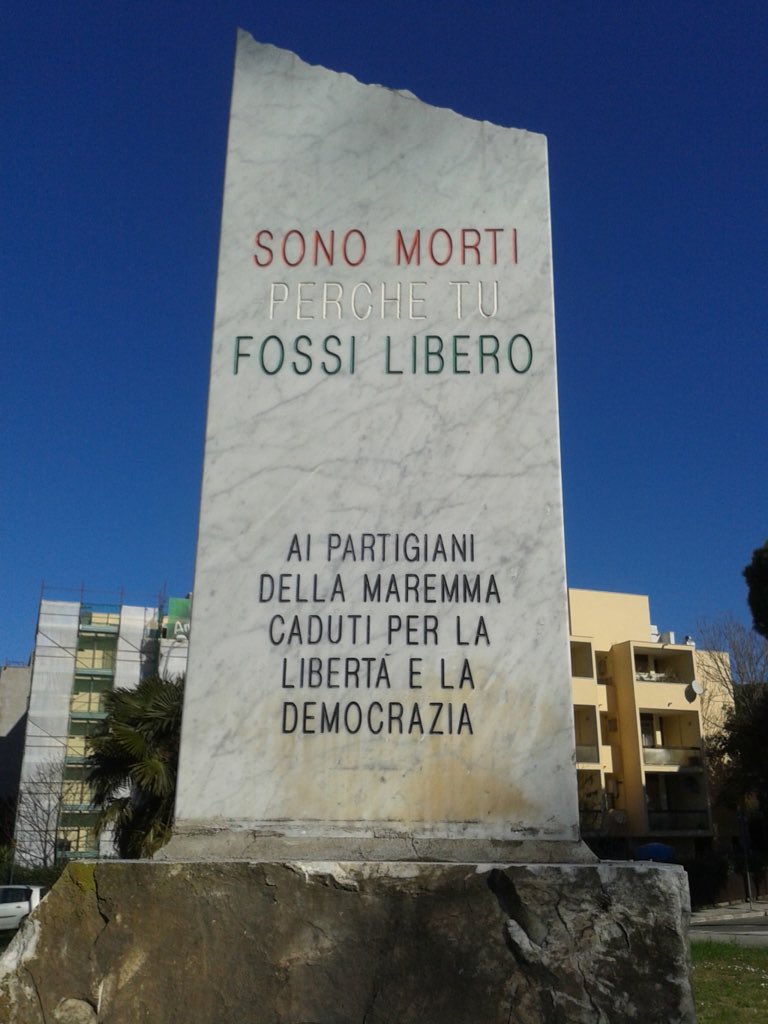 SONO MORTI
PERCHE TU
FOSSI LIBERO
AI PARTIGIANI
DELLA MAREMMA
CADUTI PER LA
LIBERTÀ E LA
DEMOCRAZIA